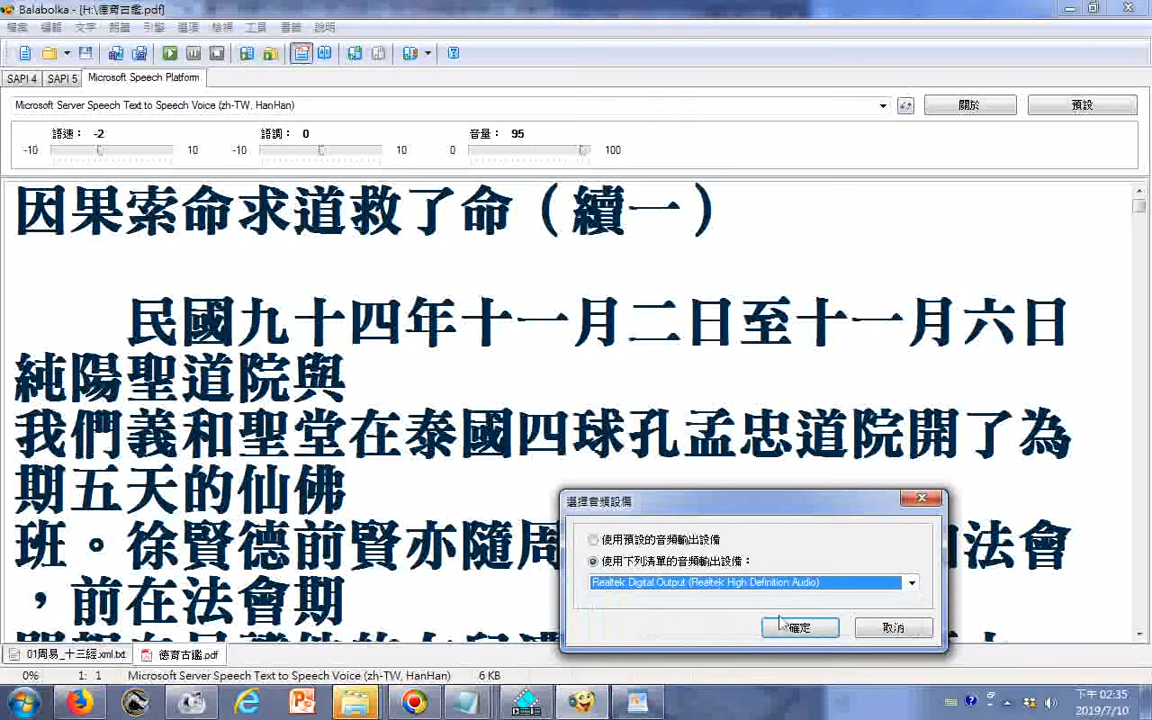 Balabolka - [H:\德育古鑑.pdf]
檔案 編輯 文字 朗讀 引擎 選項 檢視 工具 書籤 說明
SAPI 4 SAPI 5 Microsoft Speech Platform
Microsoft Server Speech Text to Speech Voice (zh-TW, HanHan) 關於 預設
語速： -2 語調： 0 音量： 95
-10 10 -10 10 0 100
因果索命求道救了命（續一）
民國九十四年十一月二日至十一月六日
純陽聖道院與
我們義和聖堂在泰國四球孔孟忠道院開了為
期五天的仙佛
班。徐賢德前賢亦隨周
法會
，前在法會期
選擇音頻設備
使用預設的音頻輸出設備
使用下列清單的音頻輸出設備：
Realtek Digital Output (Realtek High Definition Audio)
確定 取消
01周易_十三經.xml.txt 德育古鑑.pdf
0% 1: 1 Microsoft Server Speech Text to Speech Voice (zh-TW, HanHan) 6 KB
下午 02:35
2019/7/10